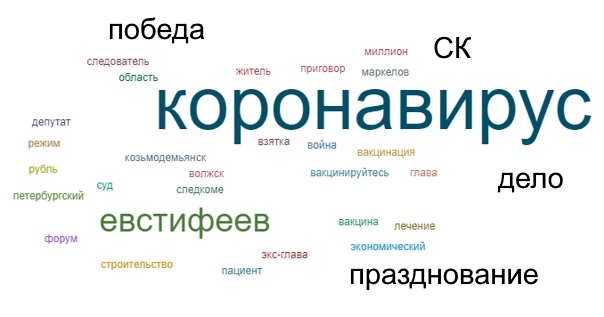 победа
миллион
СК
следователь
житель
приговор
маркелов
область
коронавирус
депутат
режим
взятка
война
вакцинация
козьмодемьянск
рубль
волжск
вакцинируйтесь
глава
дело
суд
следкоме
петербургский
евстифеев
вакцина
лечение
форум
экономический
экс-глава
строительство
пациент
празднование